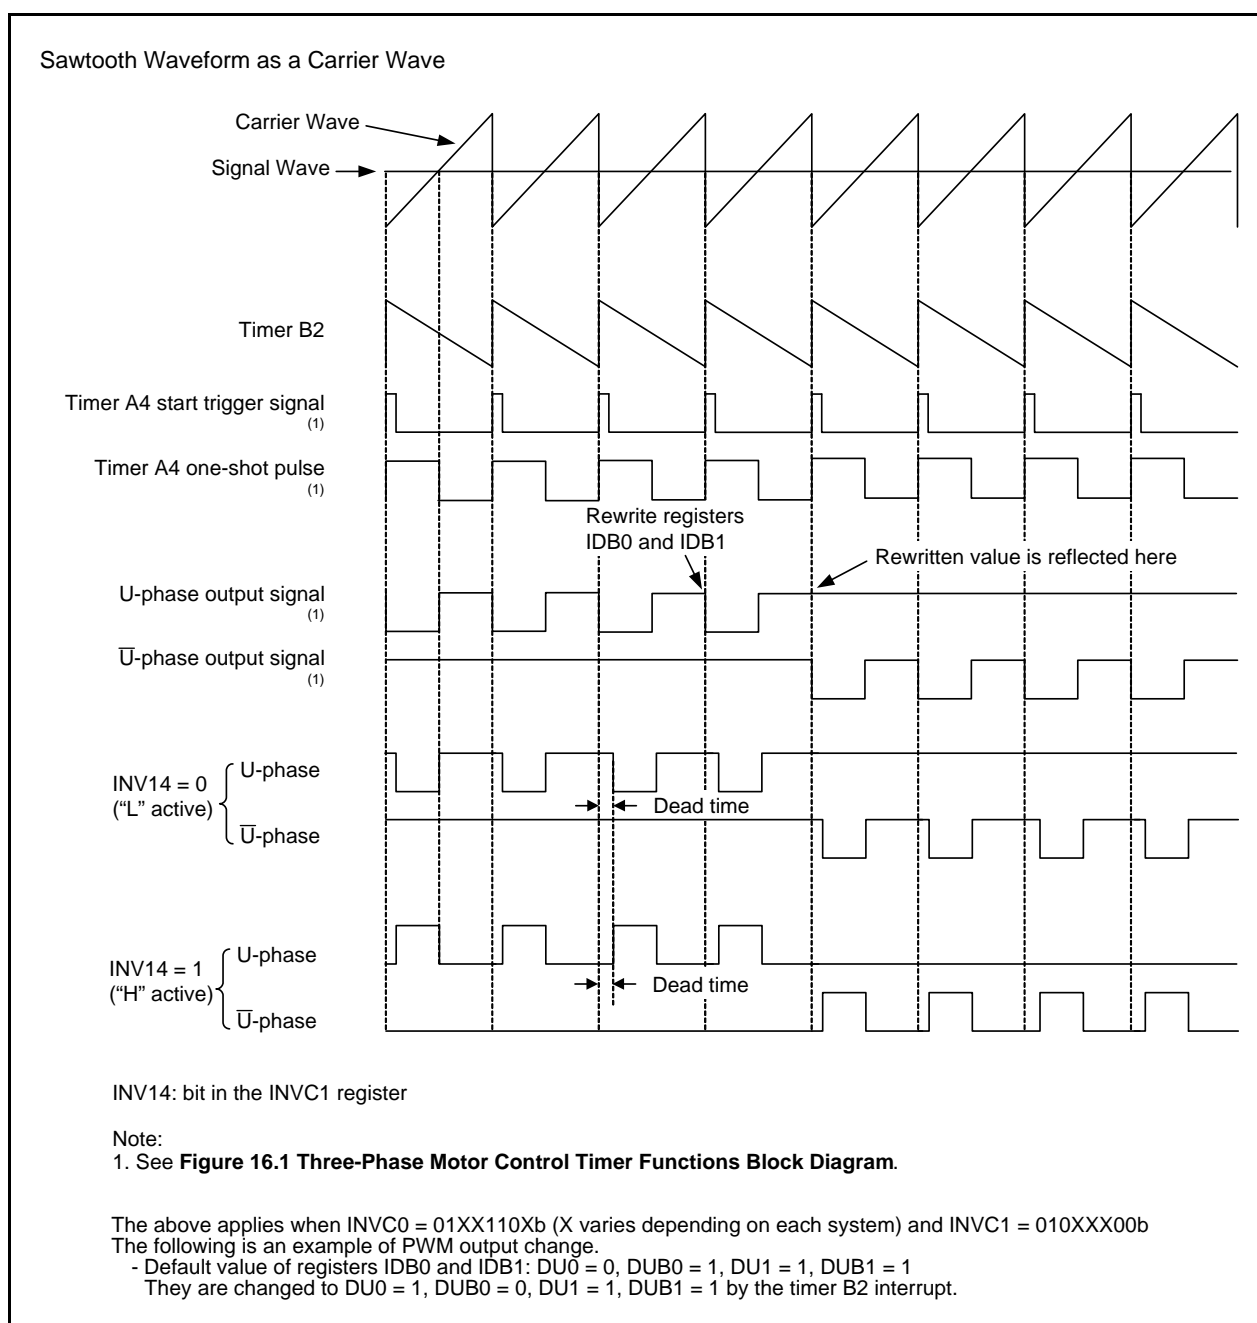 Sawtooth Waveform as a Carrier Wave
Carrier Wave
Signal Wave
Timer B2
Timer A4 start trigger signal
(1)
Timer A4 one-shot pulse
(1)
Rewrite registers
IDB0 and IDB1
Rewritten value is reflected here
U-phase output signal
(1)
U̅-phase output signal
(1)
INV14 = 0
(“L” active)
U-phase
Dead time
U̅-phase
INV14 = 1
(“H” active)
U-phase
Dead time
U̅-phase
INV14: bit in the INVC1 register
Note:
1. See Figure 16.1 Three-Phase Motor Control Timer Functions Block Diagram.
The above applies when INVC0 = 01XX110Xb (X varies depending on each system) and INVC1 = 010XXX00b
The following is an example of PWM output change.
- Default value of registers IDB0 and IDB1: DU0 = 0, DUB0 = 1, DU1 = 1, DUB1 = 1
They are changed to DU0 = 1, DUB0 = 0, DU1 = 1, DUB1 = 1 by the timer B2 interrupt.